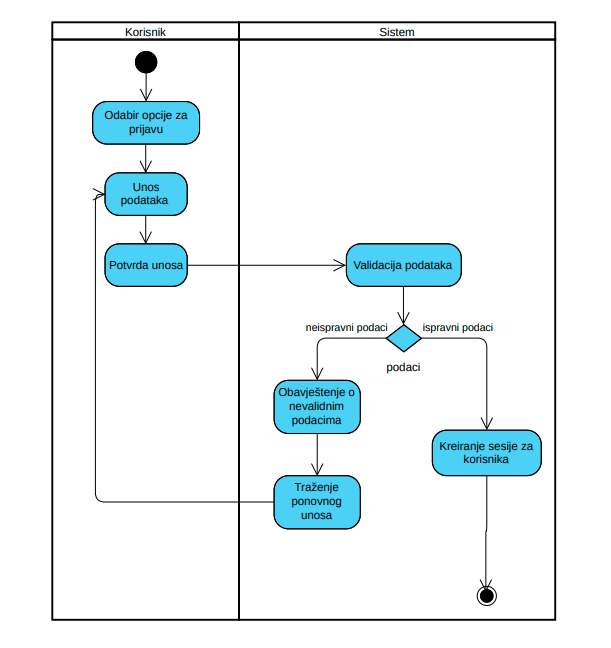 Korisnik
Sistem
Odabir opcije za
prijavu
Unos
podataka
Potvrda unosa
Validacija podataka
neispravni podaci
ispravni podaci
podaci
Obavještenje o
nevalidnim
podacima
Kreiranje sesije za
korisnika
Traženje
ponovnog
unosa